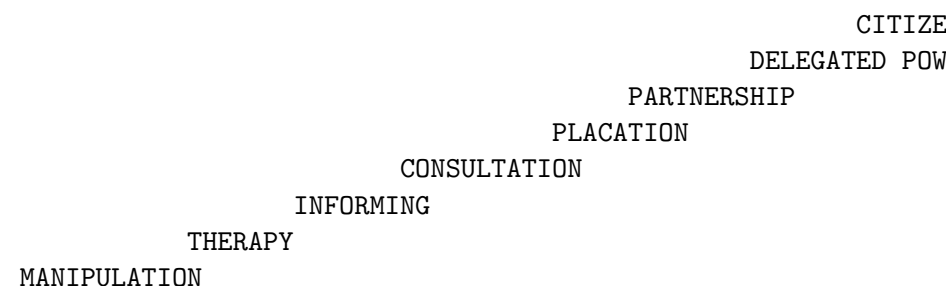 CITIZE
DELEGATED POW
PARTNERSHIP
PLACATION
CONSULTATION
INFORMING
THERAPY
MANIPULATION